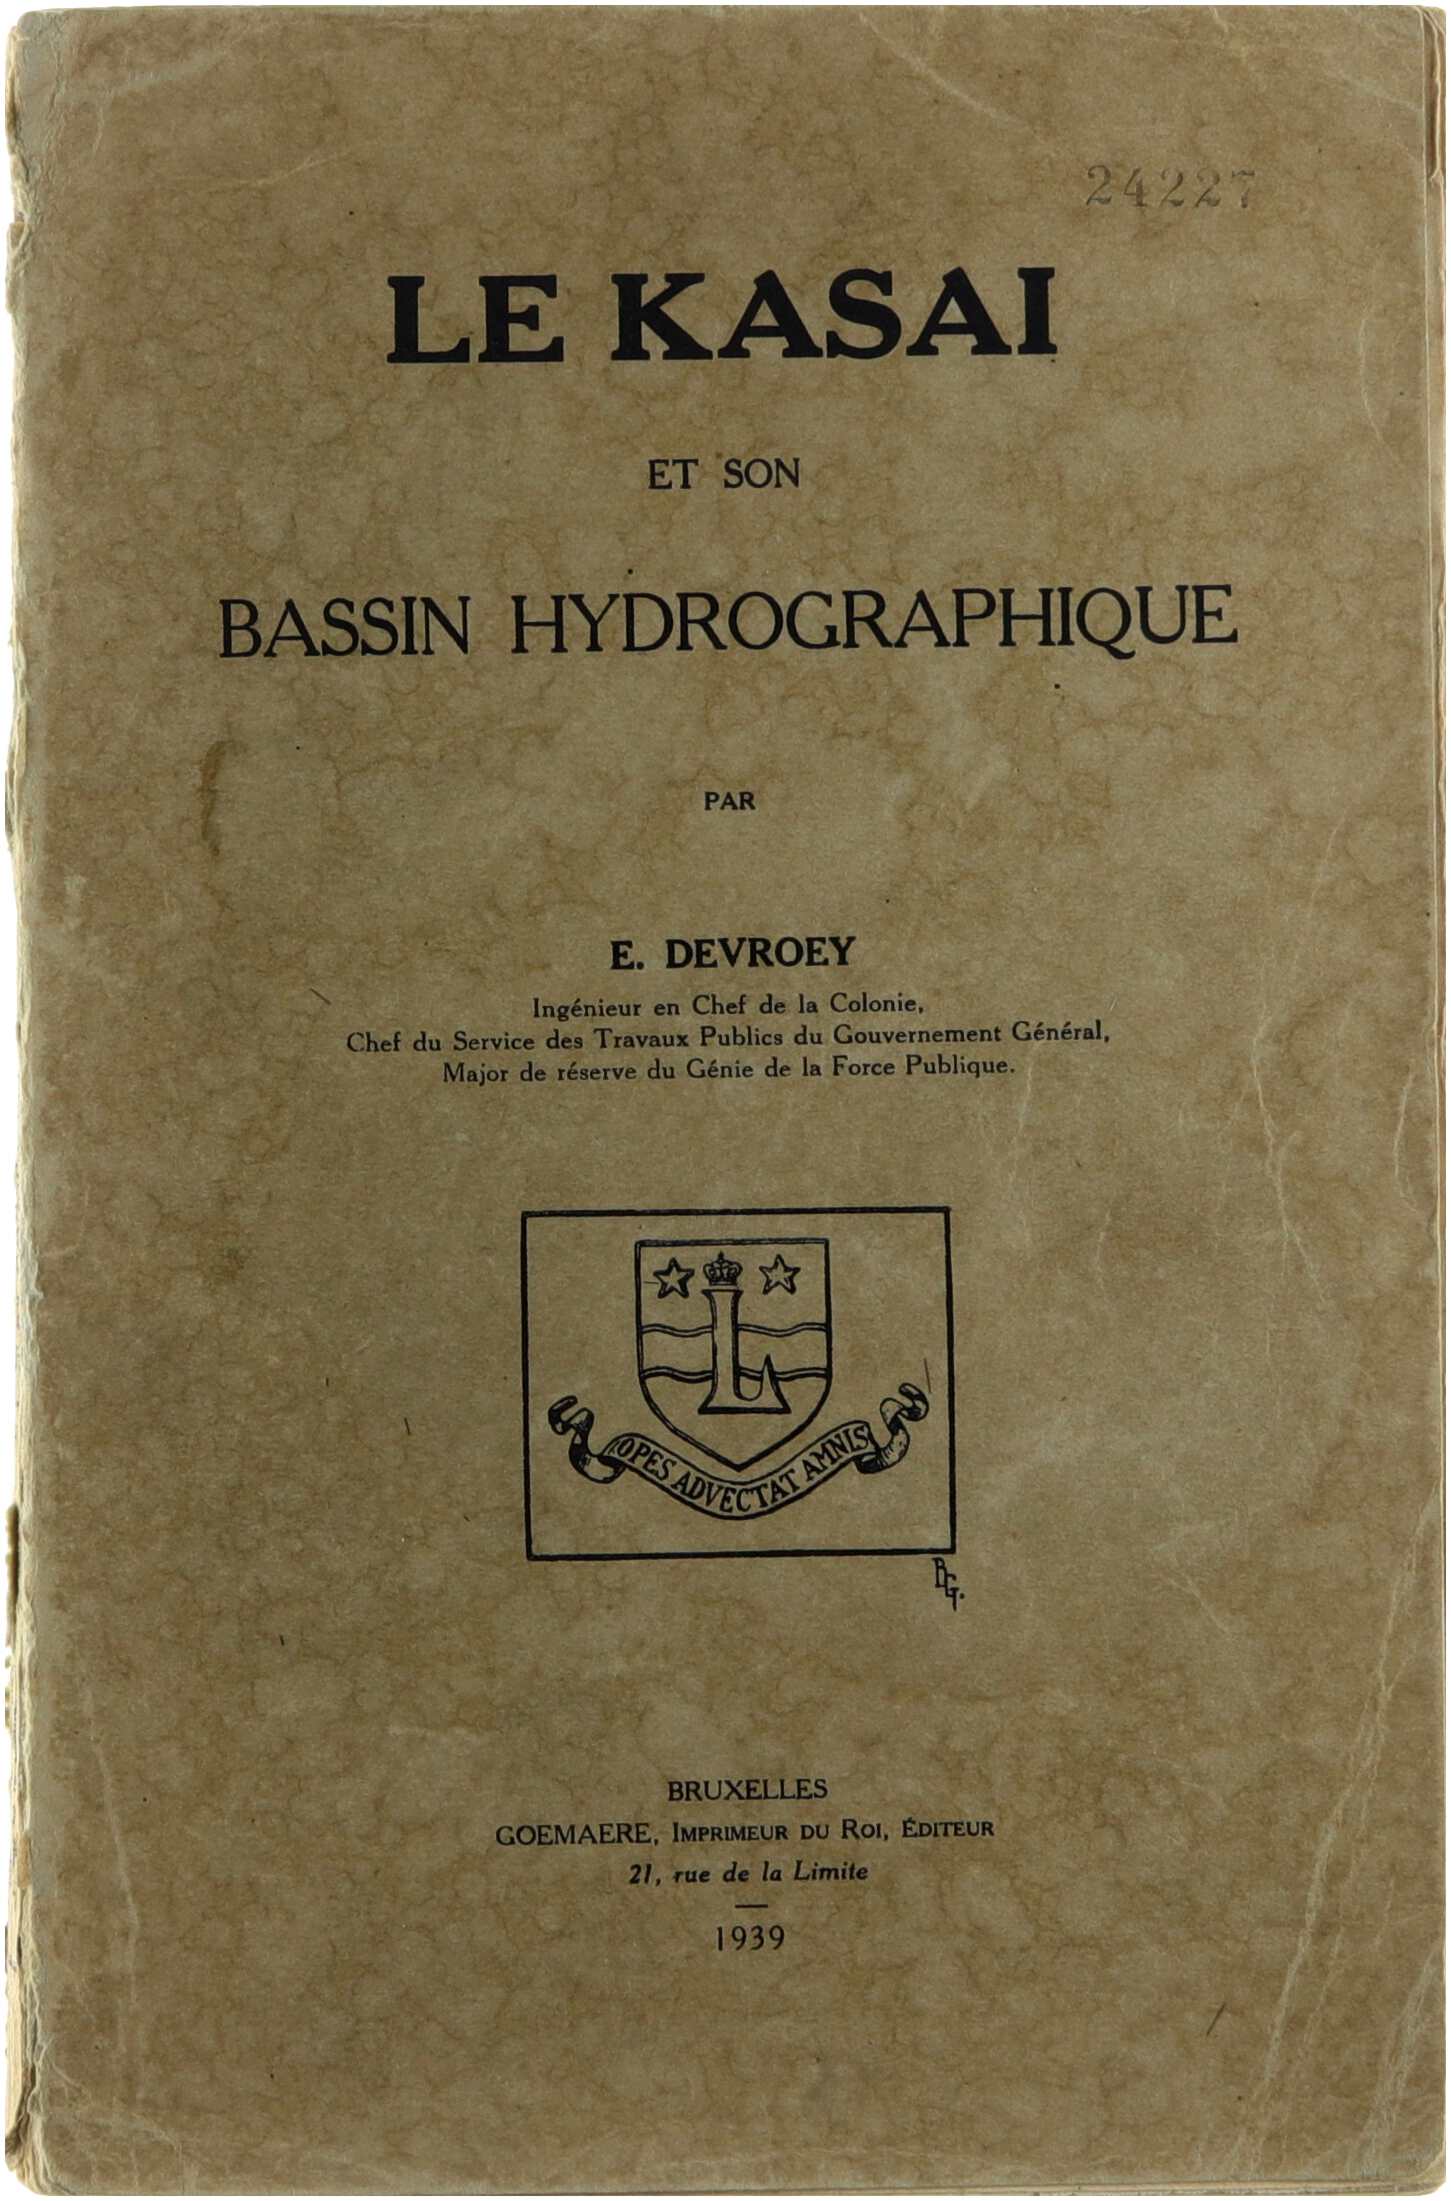 24227
LE KASAI
ET SON
BASSIN HYDROGRAPHIQUE
PAR
E. DEVROEY
Ingénieur en Chef de la Colonie,
Chef du Service des Travaux Publics du Gouvernement Général,
Major de réserve du Génie de la Force Publique.
OPES ADVECTAT AMNIS
BG.
BRUXELLES
GOEMAERE, IMPRIMEUR DU ROI, ÉDITEUR
21, rue de la Limite
1939